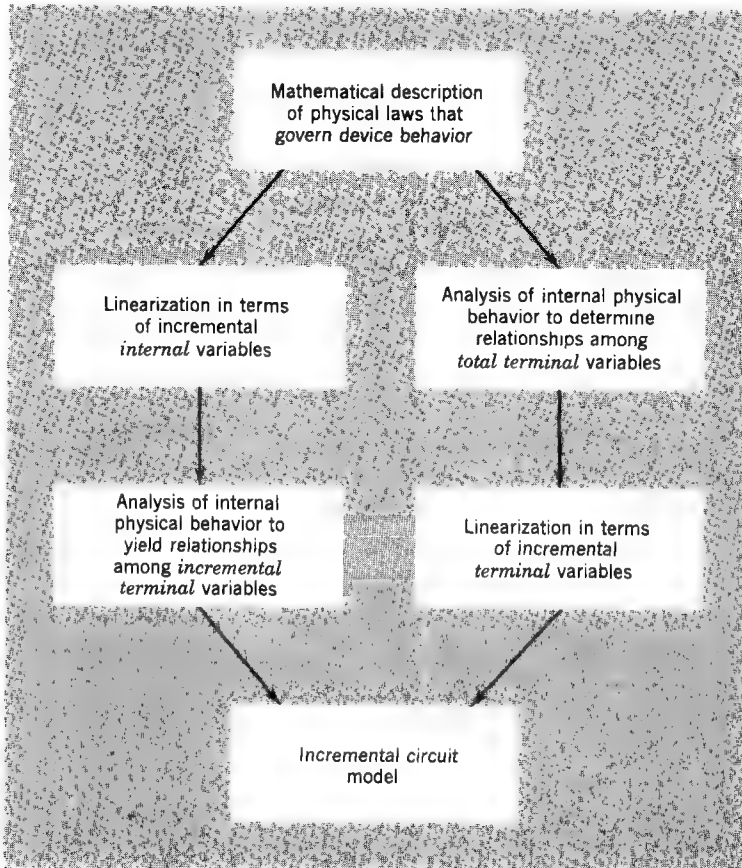 Mathematical description
of physical laws that
govern device behavior
Linearization in terms
of incremental
internal variables
Analysis of internal physical
behavior to determine
relationships among
total terminal variables
Analysis of internal
physical behavior to
yield relationships
among incremental
terminal variables
Linearization in terms
of incremental
terminal variables
Incremental circuit
model